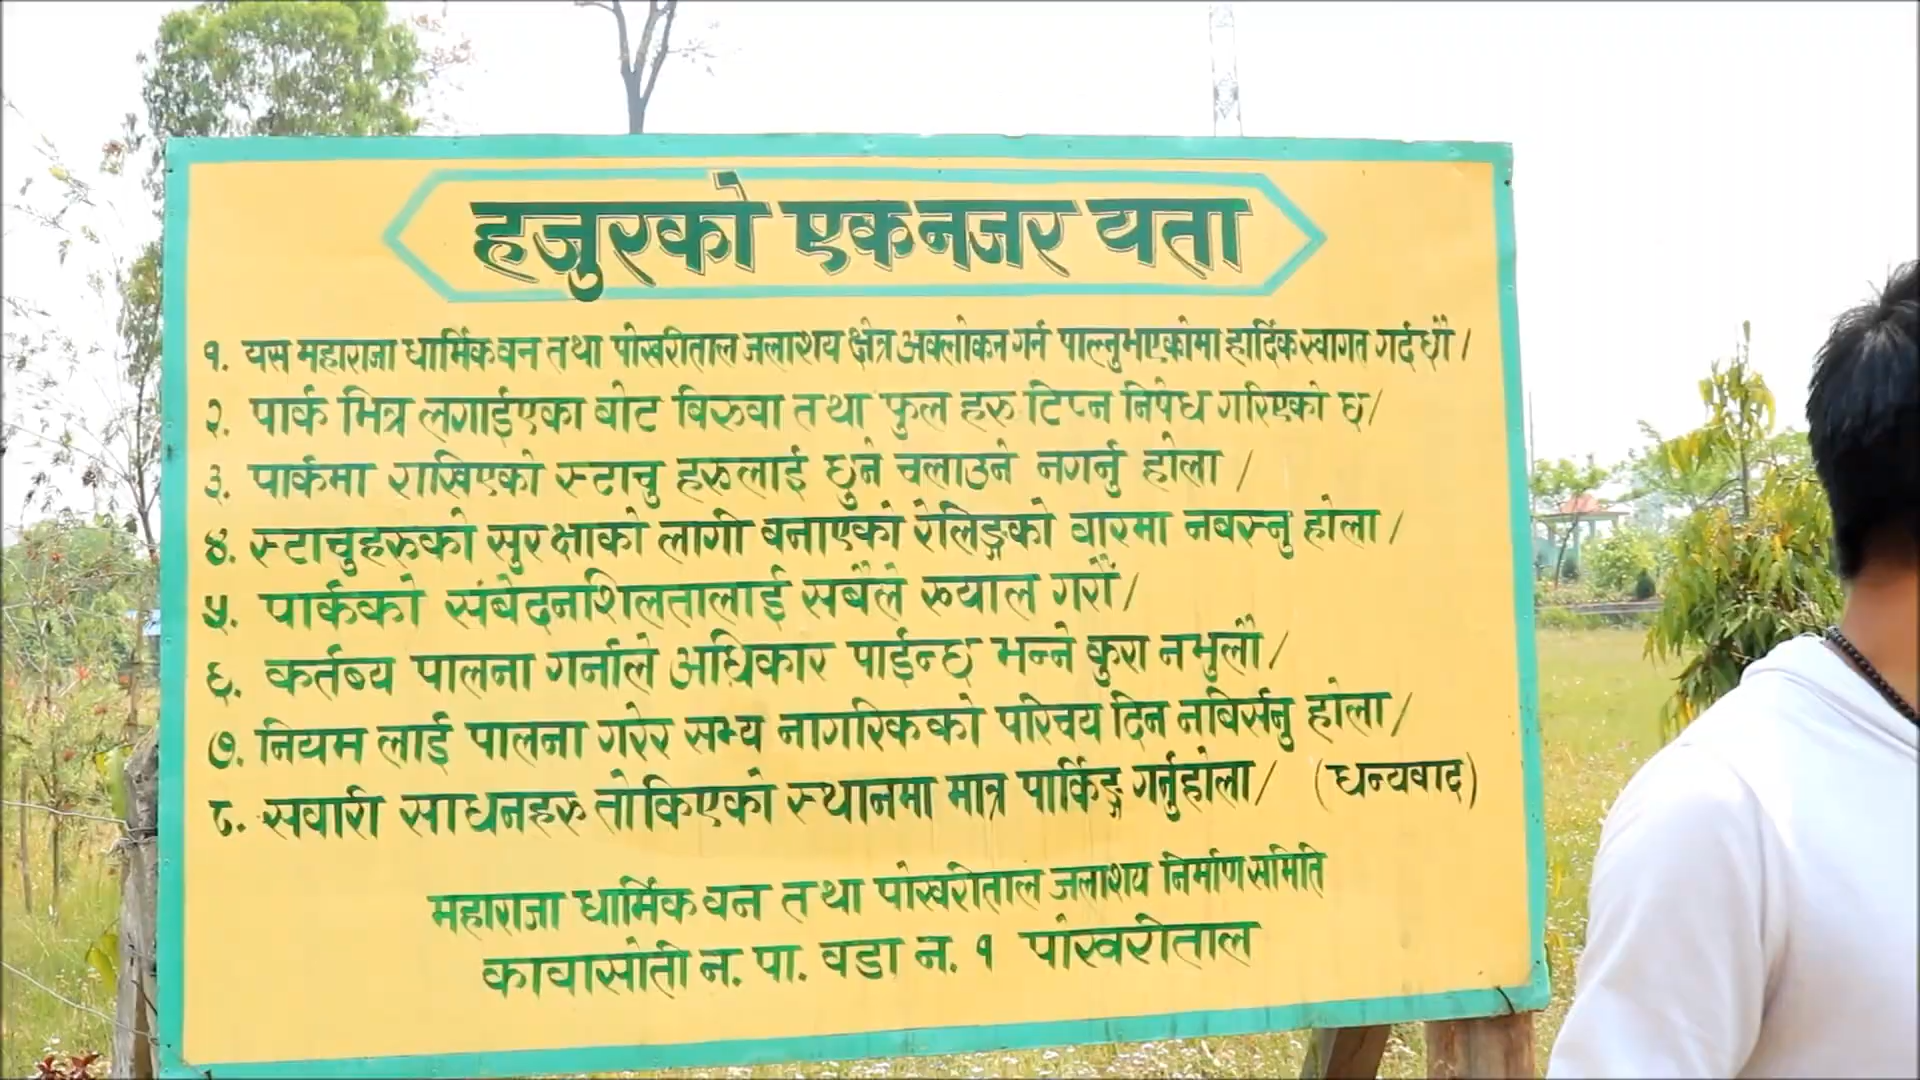 हजुरको एकनजर यता
१. यस महाराजा धार्मिक वन तथा पोखरीताल जलाशय क्षेत्र अवलोकन गर्न पाल्नुभएकोमा हार्दिक स्वागत गर्दछौं /
२. पार्क भित्र लगाईएका बोट बिरुवा तथा फुल हरु टिप्न निषेध गरिएको छ /
३. पार्कमा राखिएको स्टाचु हरुलाई छुने चलाउने नगर्नु होला /
४. स्टाचुहरुको सुरक्षाको लागी बनाएको रेलिङ्गको बारमा नबस्नु होला /
५. पार्कको संबेदनशिलतालाई सबैले ख्याल गरौं /
६. कर्तब्य पालना गर्नाले अधिकार पाईन्छ भन्ने कुरा नभुलौं /
७. नियम लाई पालना गरेर सभ्य नागरिकको परिचय दिन नबिर्सनु होला /
८. सवारी साधनहरु तोकिएको स्थानमा मात्र पार्किङ्ग गर्नुहोला / (धन्यवाद)
महाराजा धार्मिक वन तथा पोखरीताल जलाशय निर्माण समिति
कावासोती न. पा. वडा न. १ पोखरीताल